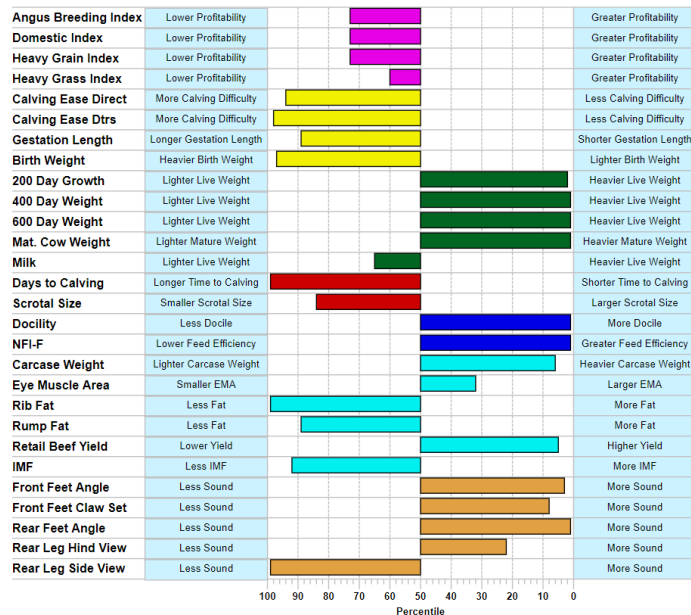 Angus Breeding Index Lower Profitability Greater Profitability
Domestic Index Lower Profitability Greater Profitability
Heavy Grain Index Lower Profitability Greater Profitability
Heavy Grass Index Lower Profitability Greater Profitability
Calving Ease Direct More Calving Difficulty Less Calving Difficulty
Calving Ease Dtrs More Calving Difficulty Less Calving Difficulty
Gestation Length Longer Gestation Length Shorter Gestation Length
Birth Weight Heavier Birth Weight Lighter Birth Weight
200 Day Growth Lighter Live Weight Heavier Live Weight
400 Day Weight Lighter Live Weight Heavier Live Weight
600 Day Weight Lighter Live Weight Heavier Live Weight
Mat. Cow Weight Lighter Mature Weight Heavier Mature Weight
Milk Lighter Live Weight Heavier Live Weight
Days to Calving Longer Time to Calving Shorter Time to Calving
Scrotal Size Smaller Scrotal Size Larger Scrotal Size
Docility Less Docile More Docile
NFI-F Lower Feed Efficiency Greater Feed Efficiency
Carcase Weight Lighter Carcase Weight Heavier Carcase Weight
Eye Muscle Area Smaller EMA Larger EMA
Rib Fat Less Fat More Fat
Rump Fat Less Fat More Fat
Retail Beef Yield Lower Yield Higher Yield
IMF Less IMF More IMF
Front Feet Angle Less Sound More Sound
Front Feet Claw Set Less Sound More Sound
Rear Feet Angle Less Sound More Sound
Rear Leg Hind View Less Sound More Sound
Rear Leg Side View Less Sound More Sound
100 90 80 70 60 50 40 30 20 10 0
Percentile